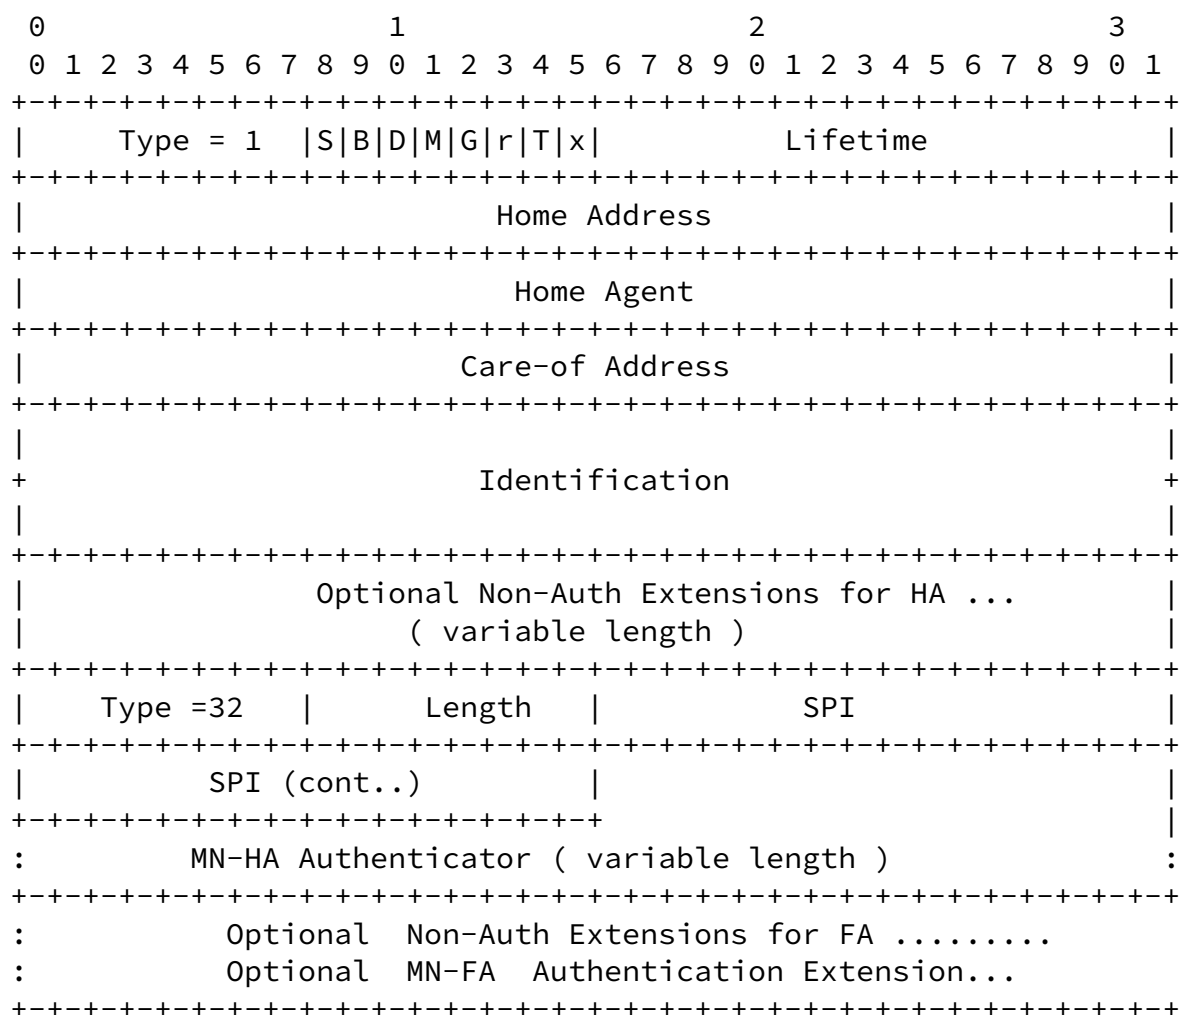 0                   1                   2                   3
 0 1 2 3 4 5 6 7 8 9 0 1 2 3 4 5 6 7 8 9 0 1 2 3 4 5 6 7 8 9 0 1
+-+-+-+-+-+-+-+-+-+-+-+-+-+-+-+-+-+-+-+-+-+-+-+-+-+-+-+-+-+-+-+-+
|     Type = 1  |S|B|D|M|G|r|T|x|          Lifetime             |
+-+-+-+-+-+-+-+-+-+-+-+-+-+-+-+-+-+-+-+-+-+-+-+-+-+-+-+-+-+-+-+-+
|                          Home Address                         |
+-+-+-+-+-+-+-+-+-+-+-+-+-+-+-+-+-+-+-+-+-+-+-+-+-+-+-+-+-+-+-+-+
|                           Home Agent                          |
+-+-+-+-+-+-+-+-+-+-+-+-+-+-+-+-+-+-+-+-+-+-+-+-+-+-+-+-+-+-+-+-+
|                        Care-of Address                        |
+-+-+-+-+-+-+-+-+-+-+-+-+-+-+-+-+-+-+-+-+-+-+-+-+-+-+-+-+-+-+-+-+
|                                                               |
+                         Identification                        +
|                                                               |
+-+-+-+-+-+-+-+-+-+-+-+-+-+-+-+-+-+-+-+-+-+-+-+-+-+-+-+-+-+-+-+-+
|                Optional Non-Auth Extensions for HA ...        |
|                     ( variable length )                       |
+-+-+-+-+-+-+-+-+-+-+-+-+-+-+-+-+-+-+-+-+-+-+-+-+-+-+-+-+-+-+-+-+
|    Type =32   |      Length   |           SPI                 |
+-+-+-+-+-+-+-+-+-+-+-+-+-+-+-+-+-+-+-+-+-+-+-+-+-+-+-+-+-+-+-+-+
|          SPI (cont..)         |                               |
+-+-+-+-+-+-+-+-+-+-+-+-+-+-+-+-+                               |
:         MN-HA Authenticator ( variable length )               :
+-+-+-+-+-+-+-+-+-+-+-+-+-+-+-+-+-+-+-+-+-+-+-+-+-+-+-+-+-+-+-+-+
:           Optional  Non-Auth Extensions for FA .........
:           Optional  MN-FA  Authentication Extension...
+-+-+-+-+-+-+-+-+-+-+-+-+-+-+-+-+-+-+-+-+-+-+-+-+-+-+-+-+-+-+-+-+